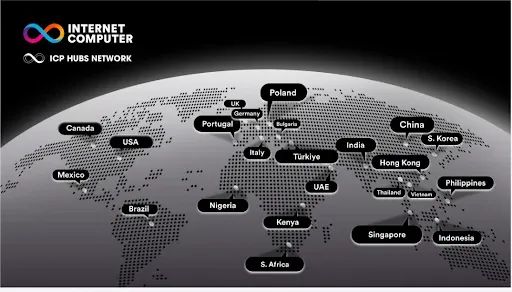 INTERNET
COMPUTER
ICP HUBS NETWORK
Poland
UK
Germany
Portugal
Bulgaria
China
Canada
USA
S. Korea
India
Italy
Türkiye
Hong Kong
Mexico
UAE
Thailand
Vietnam
Philippines
Nigeria
Brazil
Kenya
Singapore
Indonesia
S. Africa